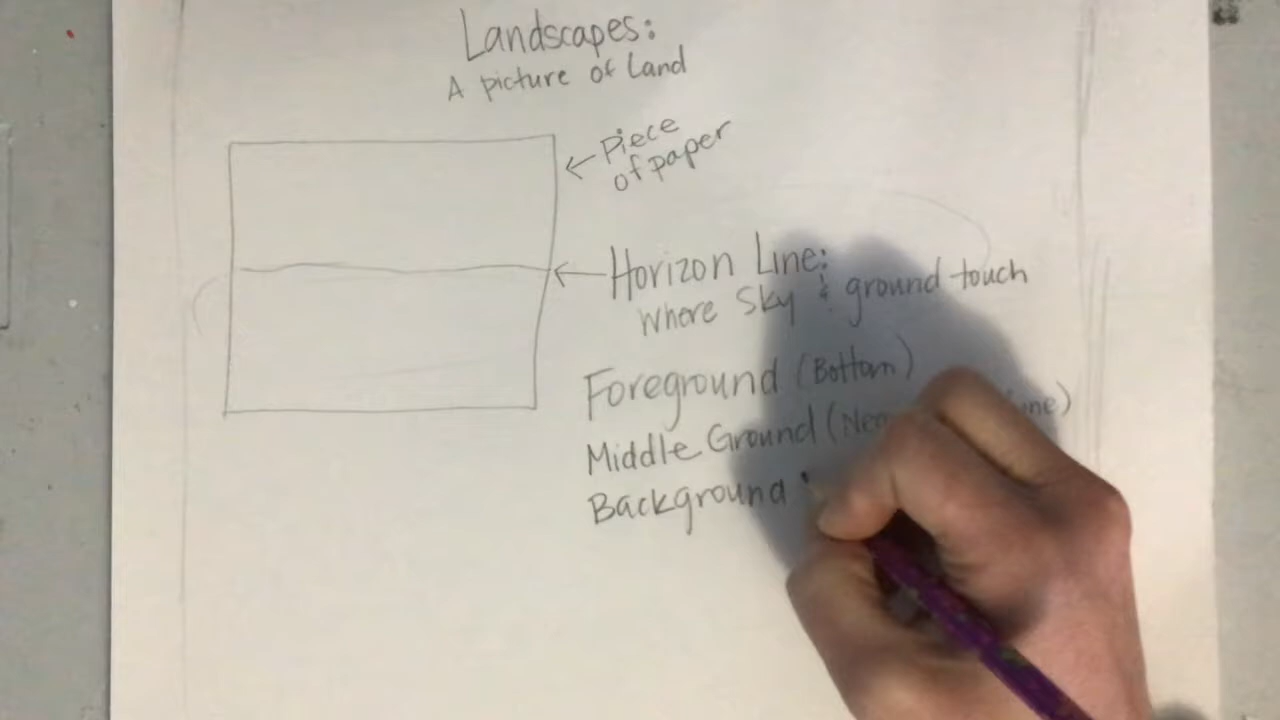 Landscapes:
A picture of Land
← Piece
of paper
← Horizon Line:
Where Sky & ground touch
Foreground (Bottom)
Middle Ground (
Background